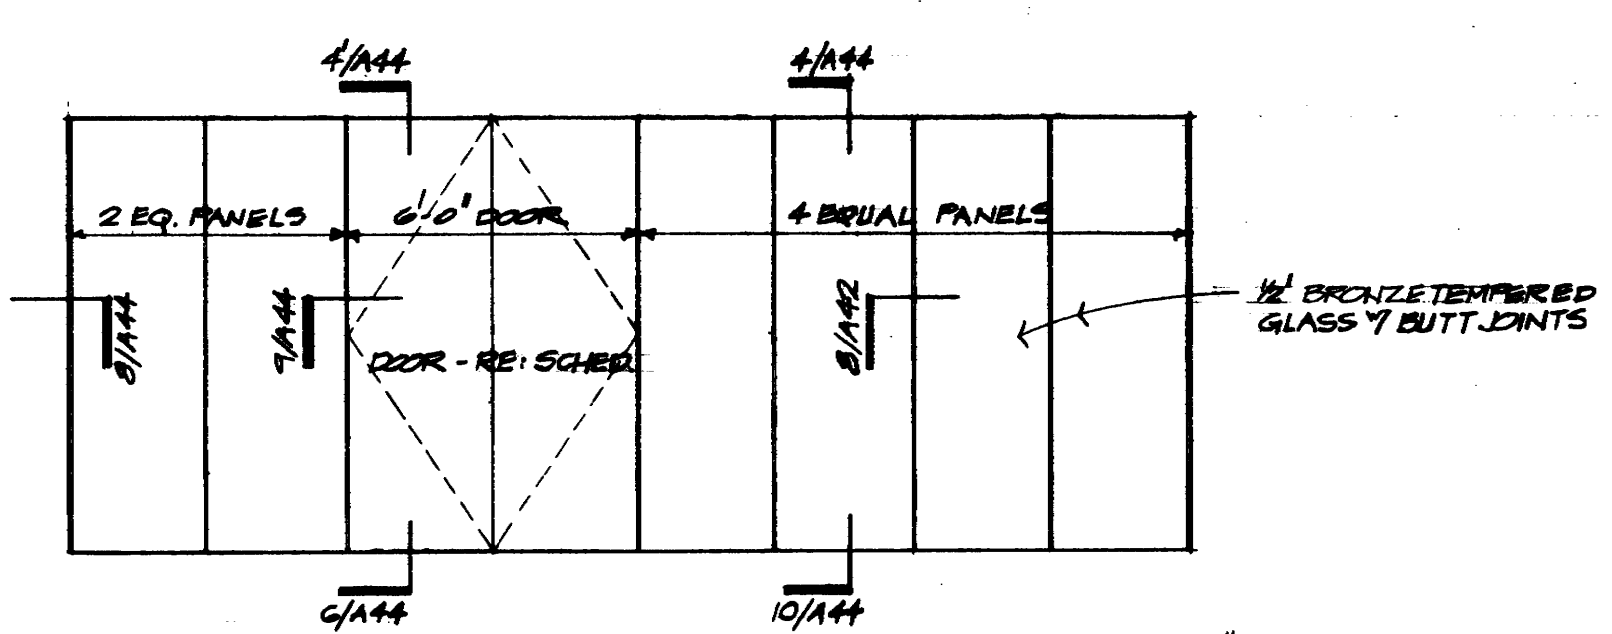 4/A44
4/A44
2 EQ. PANELS
6'-0" DOOR
4 EQUAL PANELS
8/A44
9/A44
8/A42
1/2" BRONZE TEMPERED
GLASS W/ BUTT JOINTS
DOOR - RE: SCHED.
6/A44
10/A44